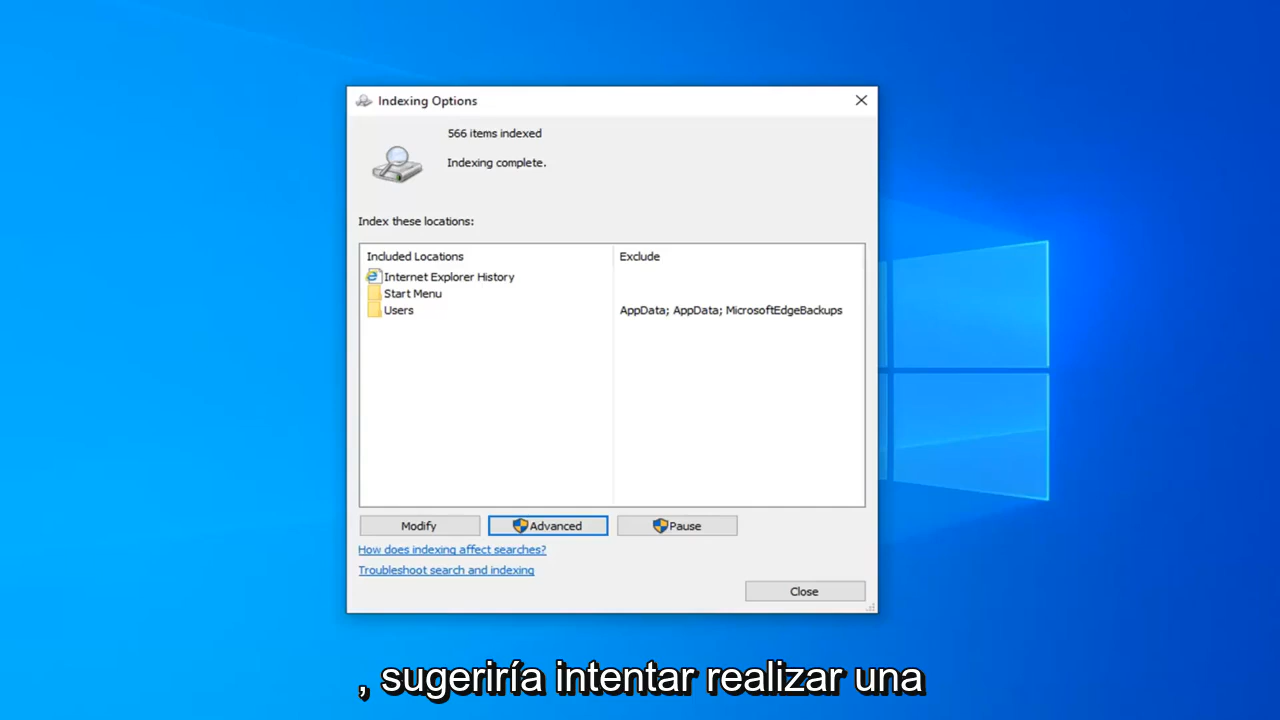 Indexing Options
566 items indexed
Indexing complete.
Index these locations:
Included Locations Exclude
Internet Explorer History
Start Menu
Users AppData; AppData; MicrosoftEdgeBackups
Modify Advanced Pause
How does indexing affect searches?
Troubleshoot search and indexing
Close
, sugeriría intentar realizar una